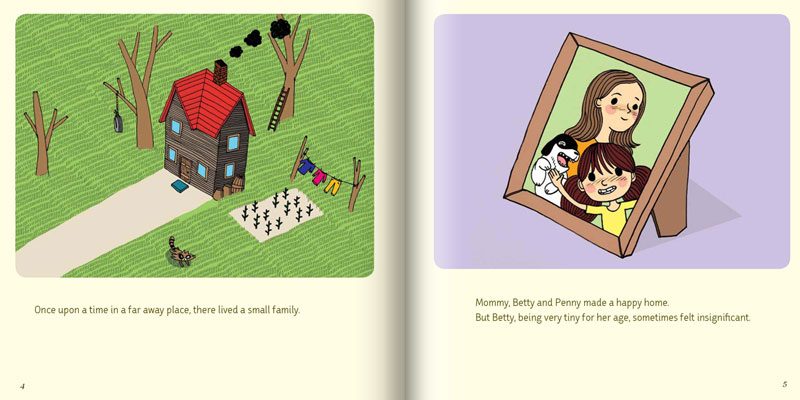 Once upon a time in a far away place, there lived a small family.
4
Mommy, Betty and Penny made a happy home.
But Betty, being very tiny for her age, sometimes felt insignificant.
5